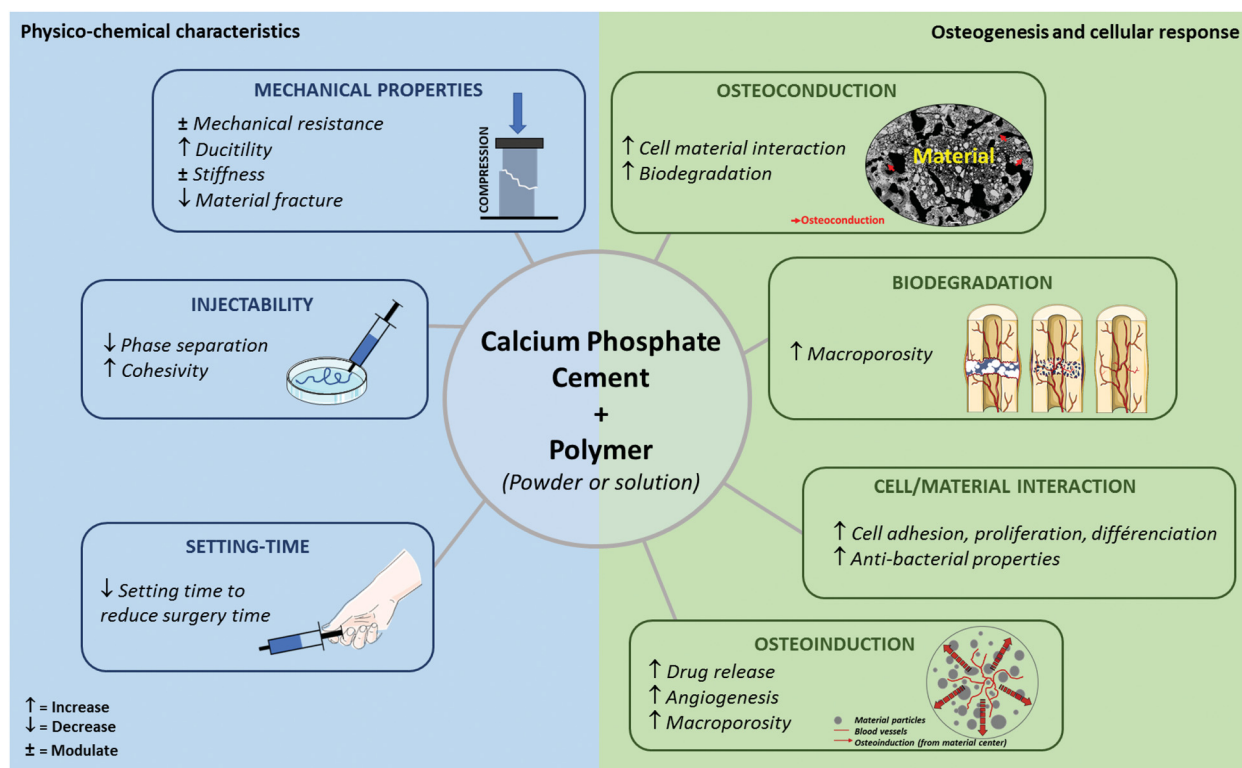 Physico-chemical characteristics
Osteogenesis and cellular response
MECHANICAL PROPERTIES
± Mechanical resistance
↑ Ductility
± Stiffness
↓ Material fracture
COMPRESSION
INJECTABILITY
↓ Phase separation
↑ Cohesivity
SETTING-TIME
↓ Setting time to
reduce surgery time
↑ = Increase
↓ = Decrease
± = Modulate
Calcium Phosphate
Cement
+
Polymer
(Powder or solution)
OSTEOCONDUCTION
↑ Cell material interaction
↑ Biodegradation
Material
Osteoconduction
BIODEGRADATION
↑ Macroporosity
CELL/MATERIAL INTERACTION
↑ Cell adhesion, proliferation, différenciation
↑ Anti-bacterial properties
OSTEOINDUCTION
↑ Drug release
↑ Angiogenesis
↑ Macroporosity
Material particles
Blood vessels
Osteoinduction (from material center)